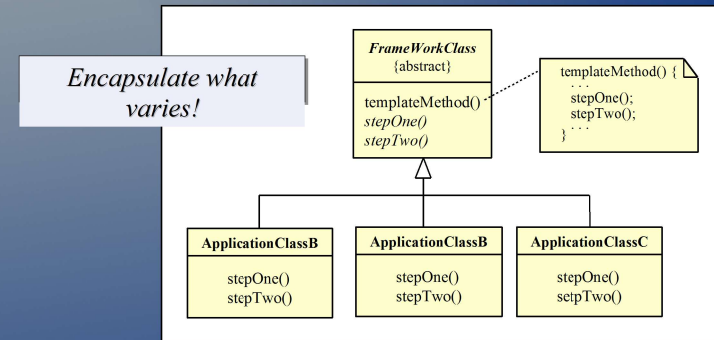 Encapsulate what
varies!
FrameWorkClass
{abstract}
templateMethod()
stepOne()
stepTwo()
templateMethod() {
. . .
stepOne();
stepTwo();
. . .
}
ApplicationClassB
stepOne()
stepTwo()
ApplicationClassB
stepOne()
stepTwo()
ApplicationClassC
stepOne()
setpTwo()